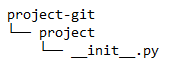 project-git
└── project
    └── __init__.py